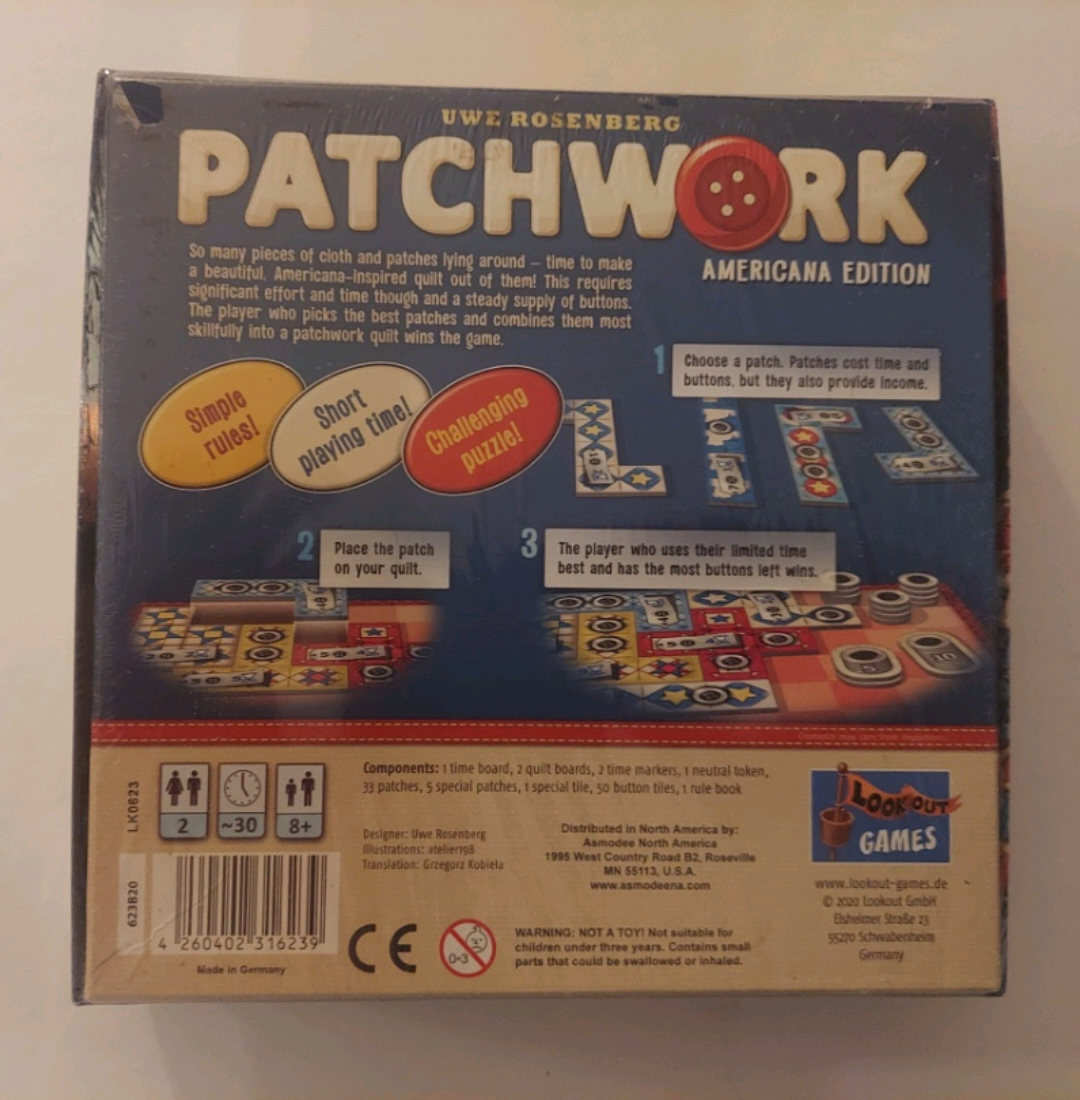 UWE ROSENBERG
PATCHWORK
AMERICANA EDITION
So many pieces of cloth and patches lying around – time to make
a beautiful, Americana-inspired quilt out of them! This requires
significant effort and time though and a steady supply of buttons.
The player who picks the best patches and combines them most
skillfully into a patchwork quilt wins the game.
Simple
rules!
Short
playing time!
Challenging
puzzle!
1
Choose a patch. Patches cost time and
buttons, but they also provide income.
2
Place the patch
on your quilt.
3
The player who uses their limited time
best and has the most buttons left wins.
5
10
LK0623
2
~30
8+
Components: 1 time board, 2 quilt boards, 2 time markers, 1 neutral token,
33 patches, 5 special patches, 1 special tile, 50 button tiles, 1 rule book
Designer: Uwe Rosenberg
Illustrations: atelier198
Translation: Grzegorz Kobiela
Distributed in North America by:
Asmodee North America
1995 West Country Road B2, Roseville
MN 55113, U.S.A.
www.asmodeena.com
LOOKOUT
GAMES
www.lookout-games.de
© 2020 Lookout GmbH
Elsheimer Straße 23
55270 Schwabenheim
Germany
623B20
4 260402 316239
Made in Germany
CE
0-3
WARNING: NOT A TOY! Not suitable for
children under three years. Contains small
parts that could be swallowed or inhaled.